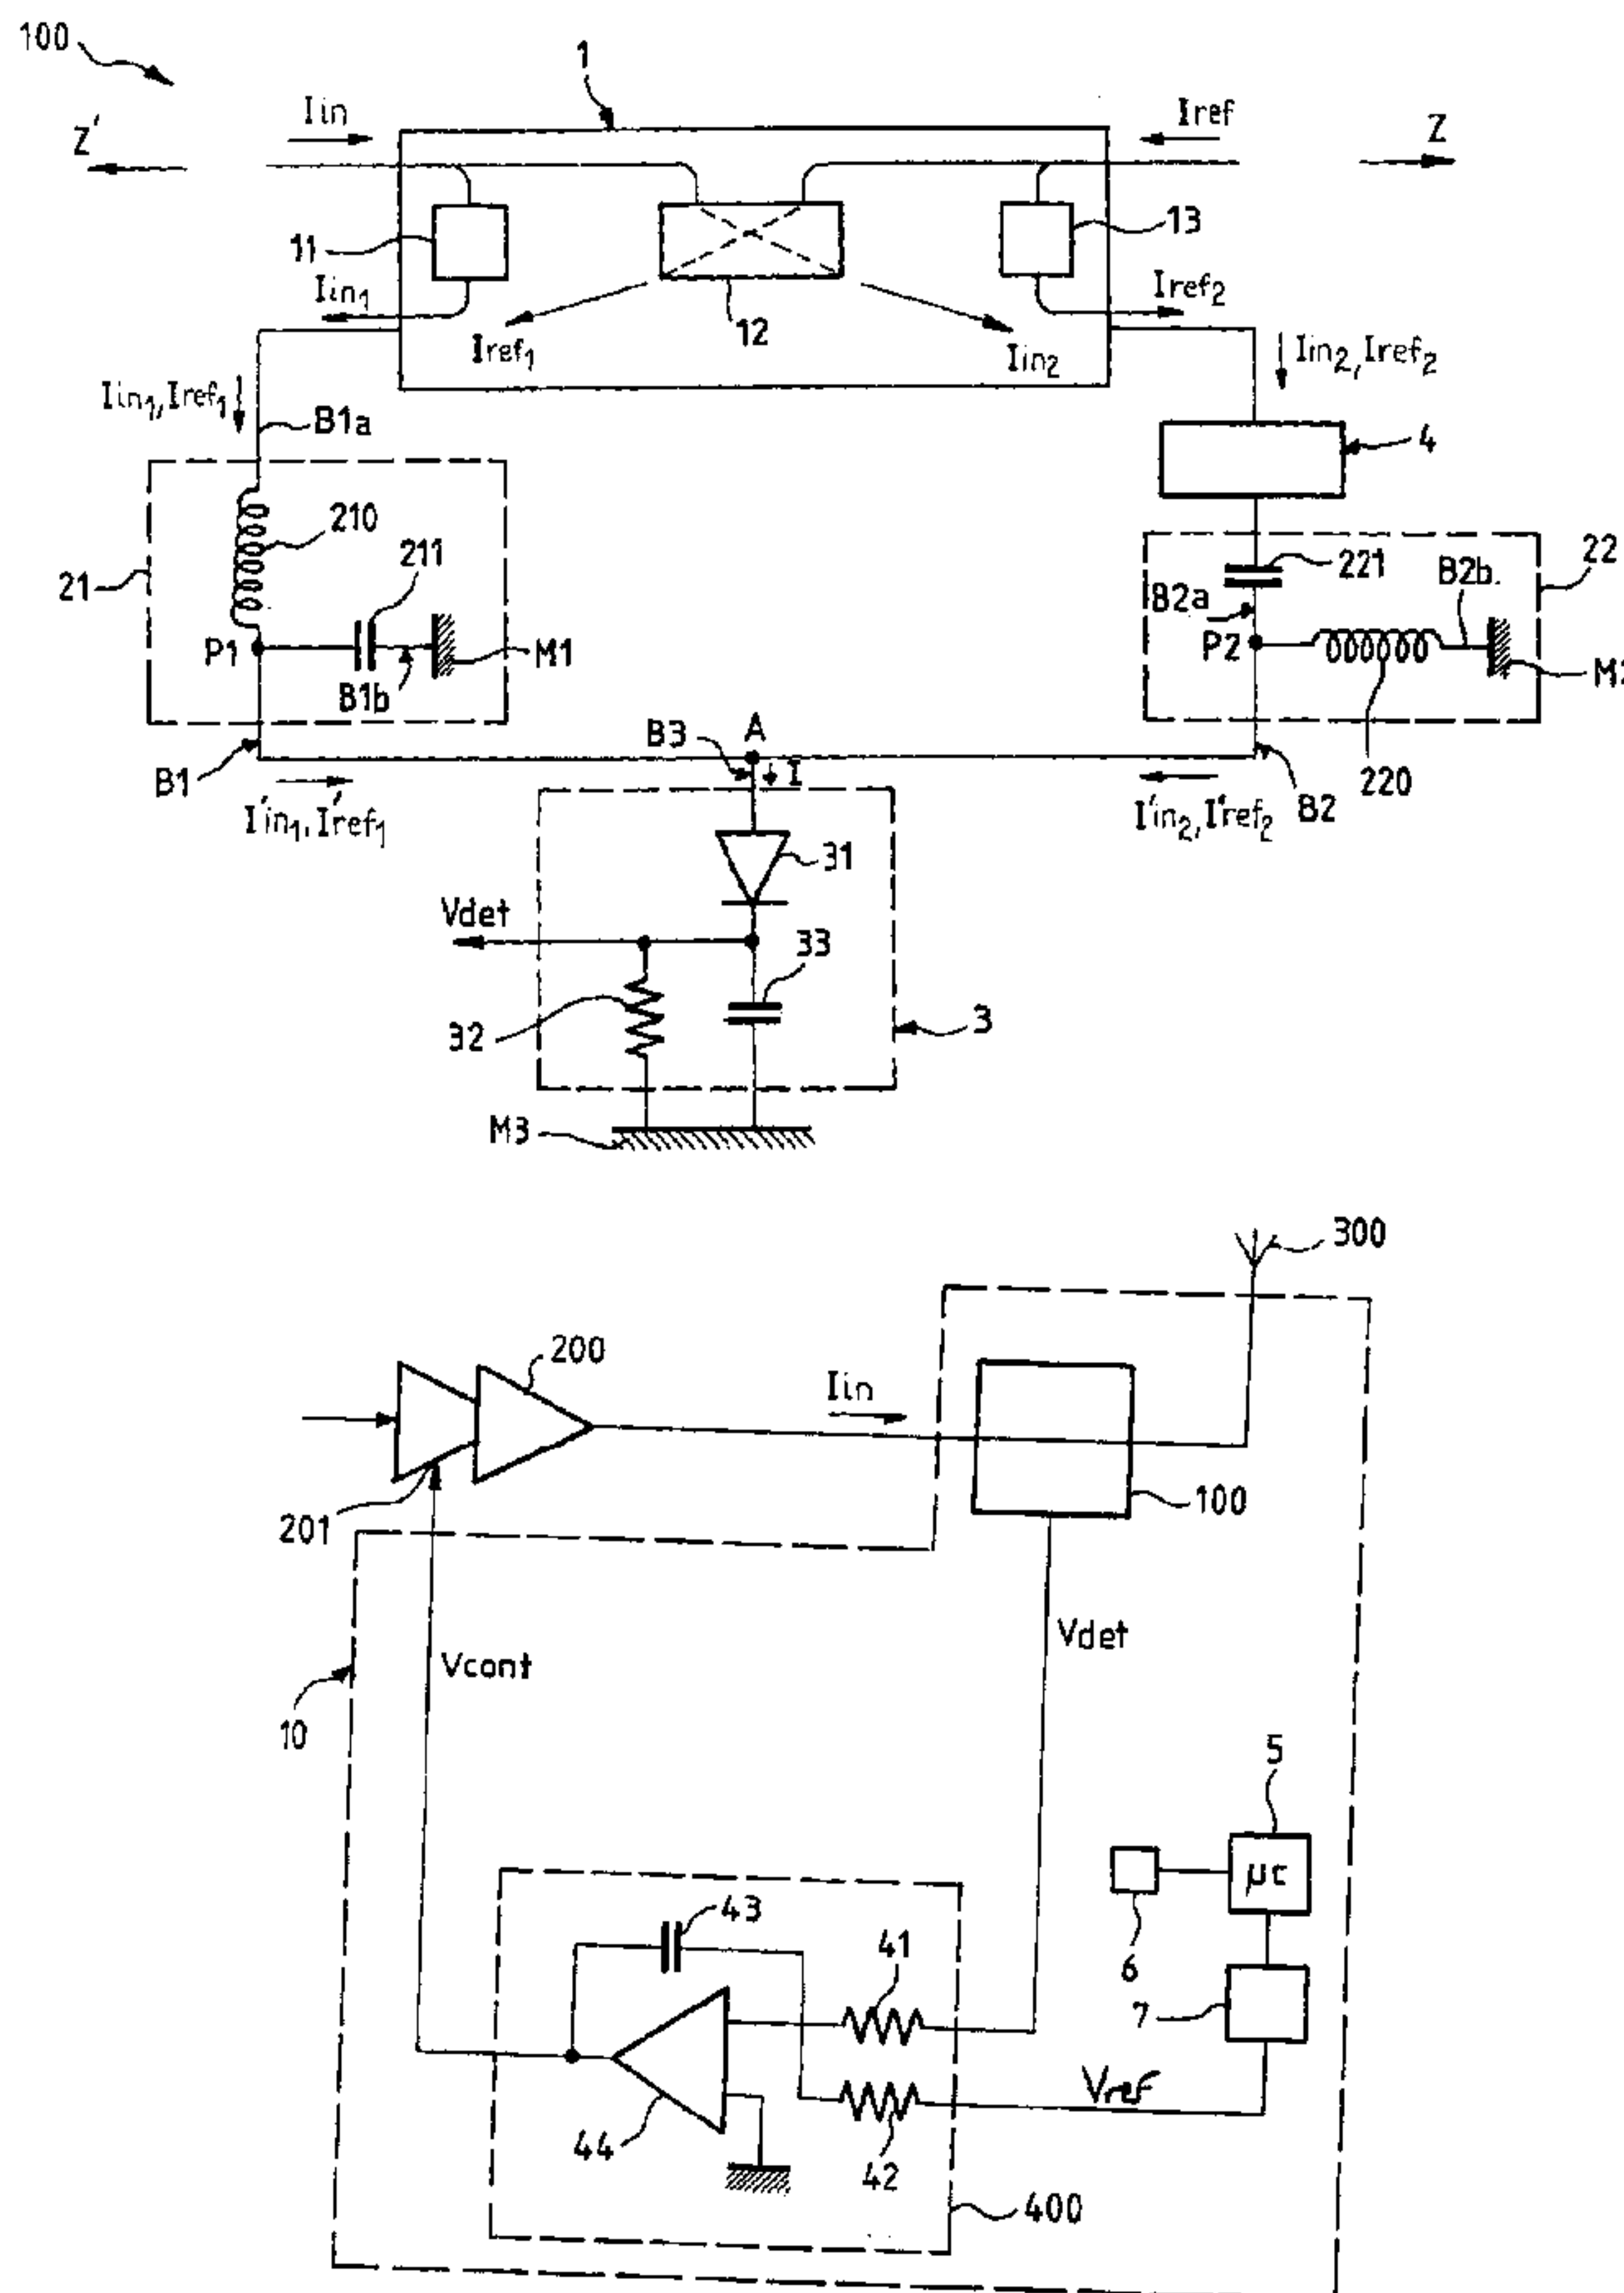 100
1
Iin
Iref
Z'
Z
11
13
Iin1
Iref2
12
Iref1
Iin2
Iin2,Iref2
Iin1,Iref1
B1a
4
210
211
21
221
B2b.
22
B2a
P1
M1
P2
B1b
A
B3
I
B1
220
B2
I'in1,I'ref1
I'in2,I'ref2
31
Vdet
33
32
3
M3
300
200
Iin
201
100
Vdet
Vcont
10
5
µc
43
41
6
7
Vref
44
42
400